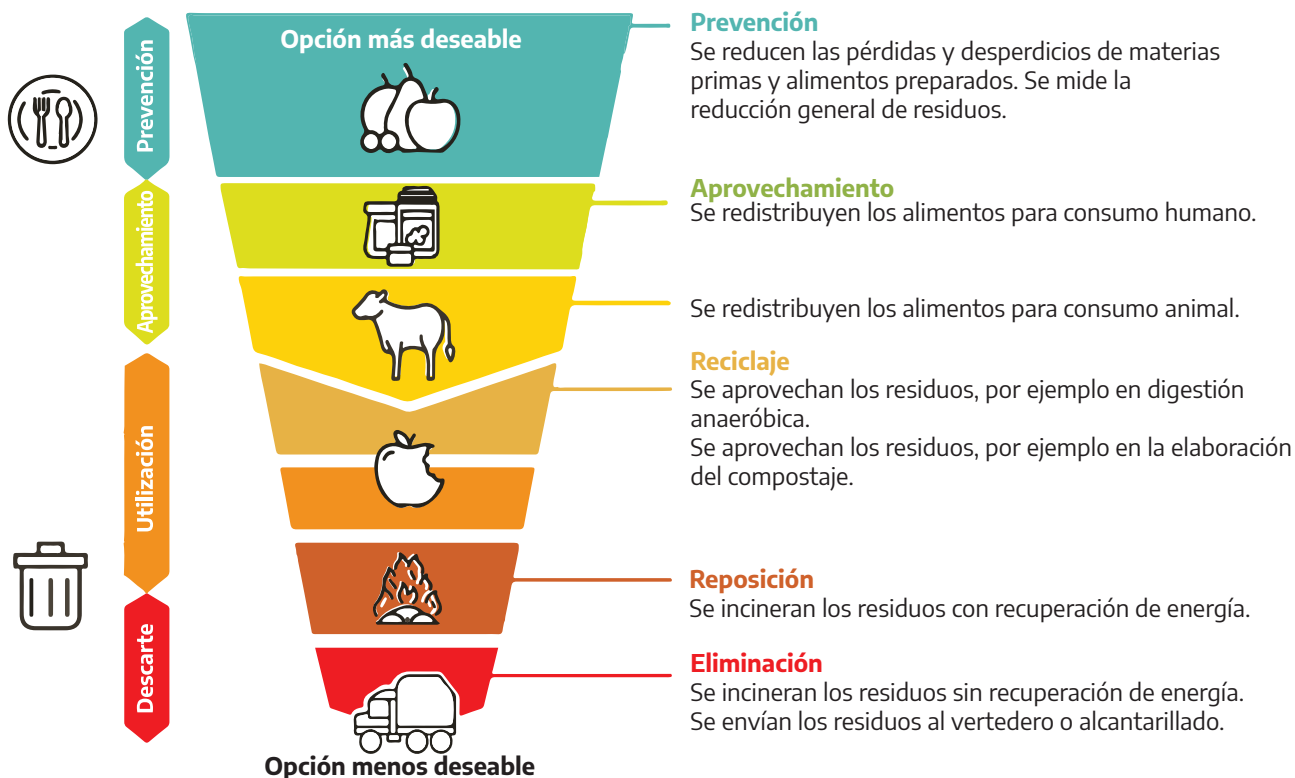 Opción más deseable
Prevención
Aprovechamiento
Utilización
Descarte
Opción menos deseable
Prevención
Se reducen las pérdidas y desperdicios de materias
primas y alimentos preparados. Se mide la
reducción general de residuos.
Aprovechamiento
Se redistribuyen los alimentos para consumo humano.
Se redistribuyen los alimentos para consumo animal.
Reciclaje
Se aprovechan los residuos, por ejemplo en digestión
anaeróbica.
Se aprovechan los residuos, por ejemplo en la elaboración
del compostaje.
Reposición
Se incineran los residuos con recuperación de energía.
Eliminación
Se incineran los residuos sin recuperación de energía.
Se envían los residuos al vertedero o alcantarillado.